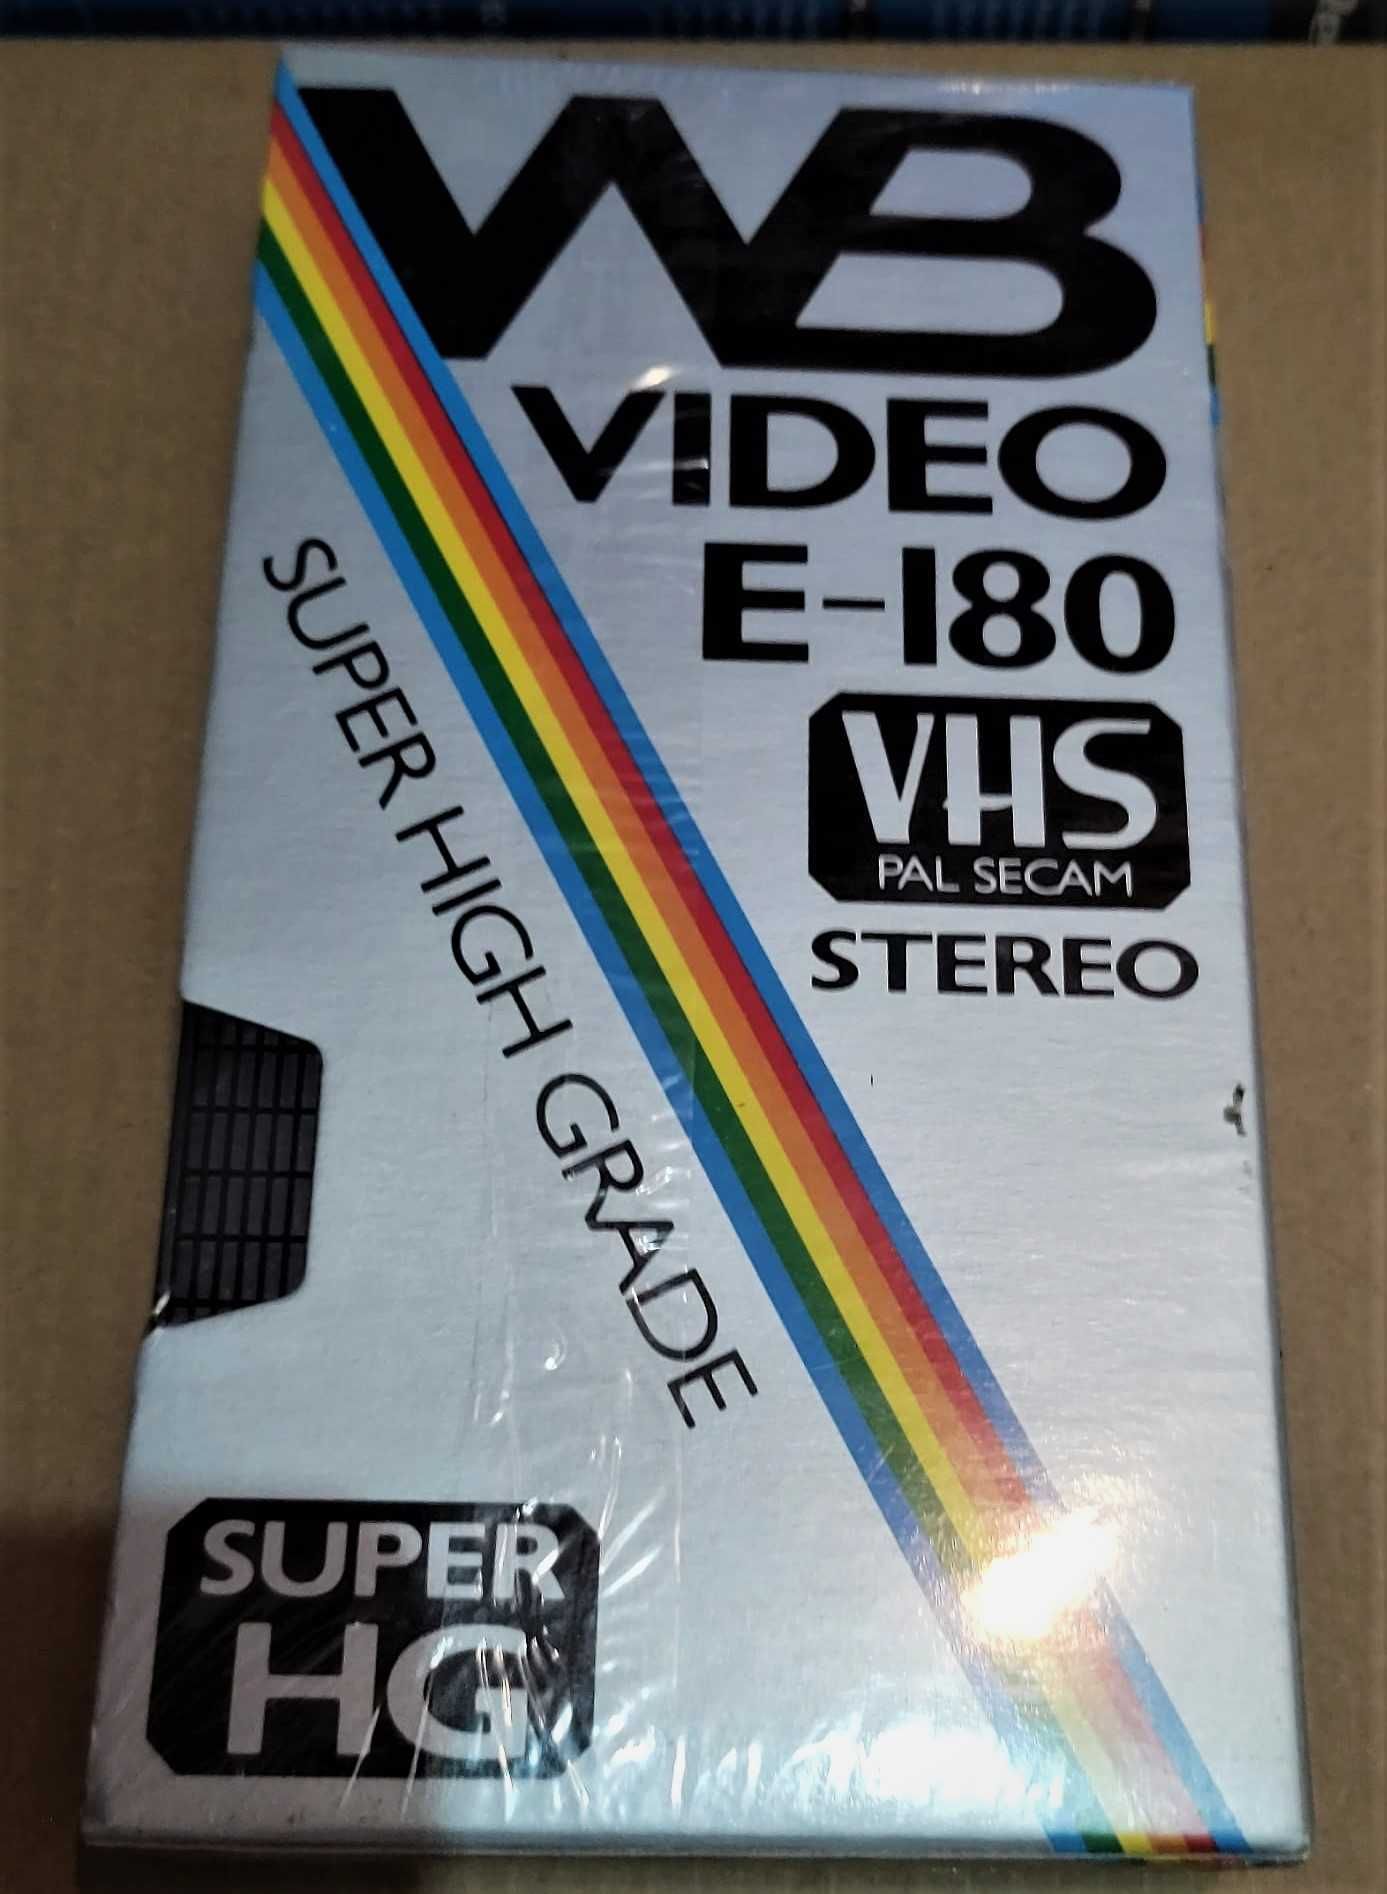 WB
VIDEO
E-180
VHS
PAL SECAM
STEREO
SUPER HIGH GRADE
SUPER
HG